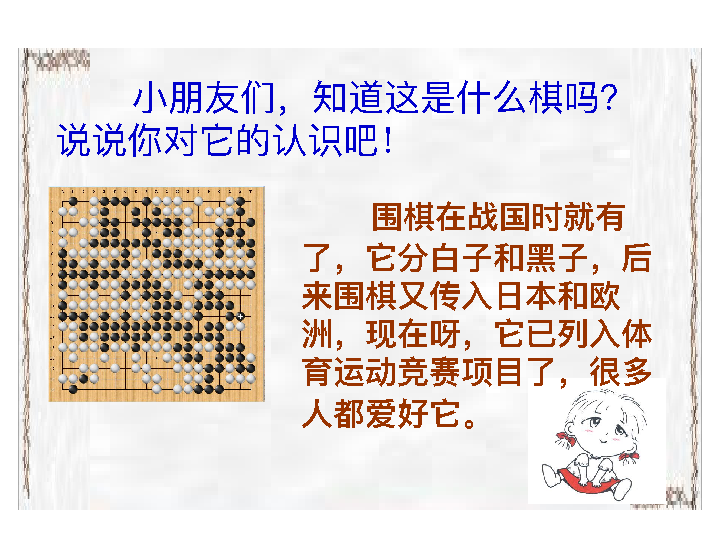 小朋友们，知道这是什么棋吗？
说说你对它的认识吧！
围棋在战国时就有
了，它分白子和黑子，后
来围棋又传入日本和欧
洲，现在呀，它已列入体
育运动竞赛项目了，很多
人都爱好它。